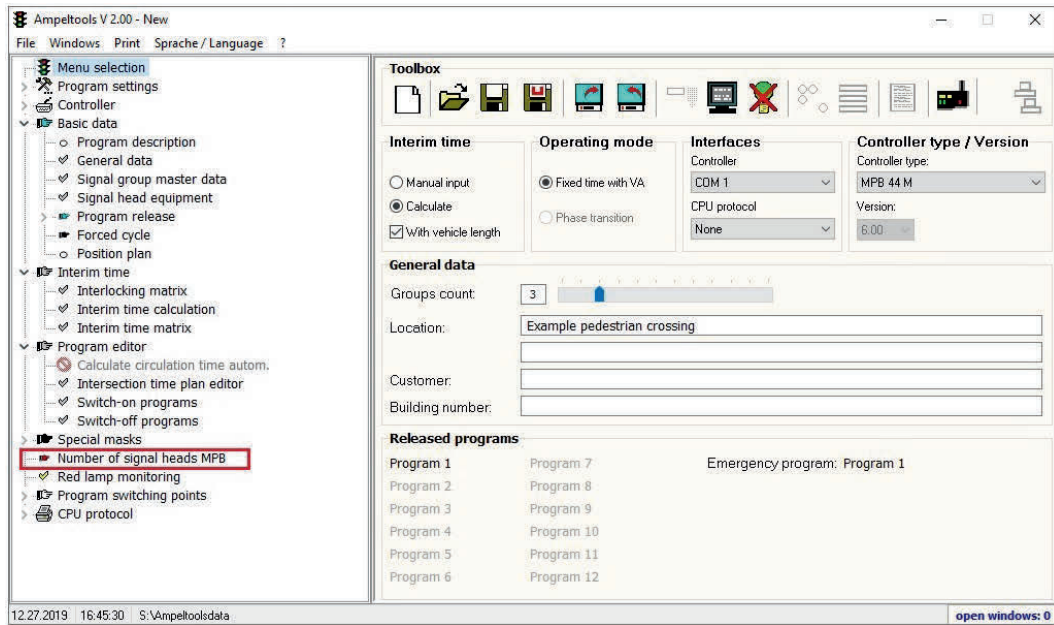 Ampeltools V 2.00 - New
File Windows Print Sprache / Language ?
Menu selection
Program settings
Controller
Basic data
Program description
General data
Signal group master data
Signal head equipment
Program release
Forced cycle
Position plan
Interim time
Interlocking matrix
Interim time calculation
Interim time matrix
Program editor
Calculate circulation time autom.
Intersection time plan editor
Switch-on programs
Switch-off programs
Special masks
Number of signal heads MPB
Red lamp monitoring
Program switching points
CPU protocol
Toolbox
Interim time
Manual input
Calculate
With vehicle length
Operating mode
Fixed time with VA
Phase transition
Interfaces
Controller
COM 1
CPU protocol
None
Controller type / Version
Controller type:
MPB 44 M
Version:
6.00
General data
Groups count: 3
Location: Example pedestrian crossing
Customer:
Building number:
Released programs
Program 1 Program 7 Emergency program: Program 1
Program 2 Program 8
Program 3 Program 9
Program 4 Program 10
Program 5 Program 11
Program 6 Program 12
12.27.2019 16:45:30 S:\Ampeltoolsdata open windows: 0